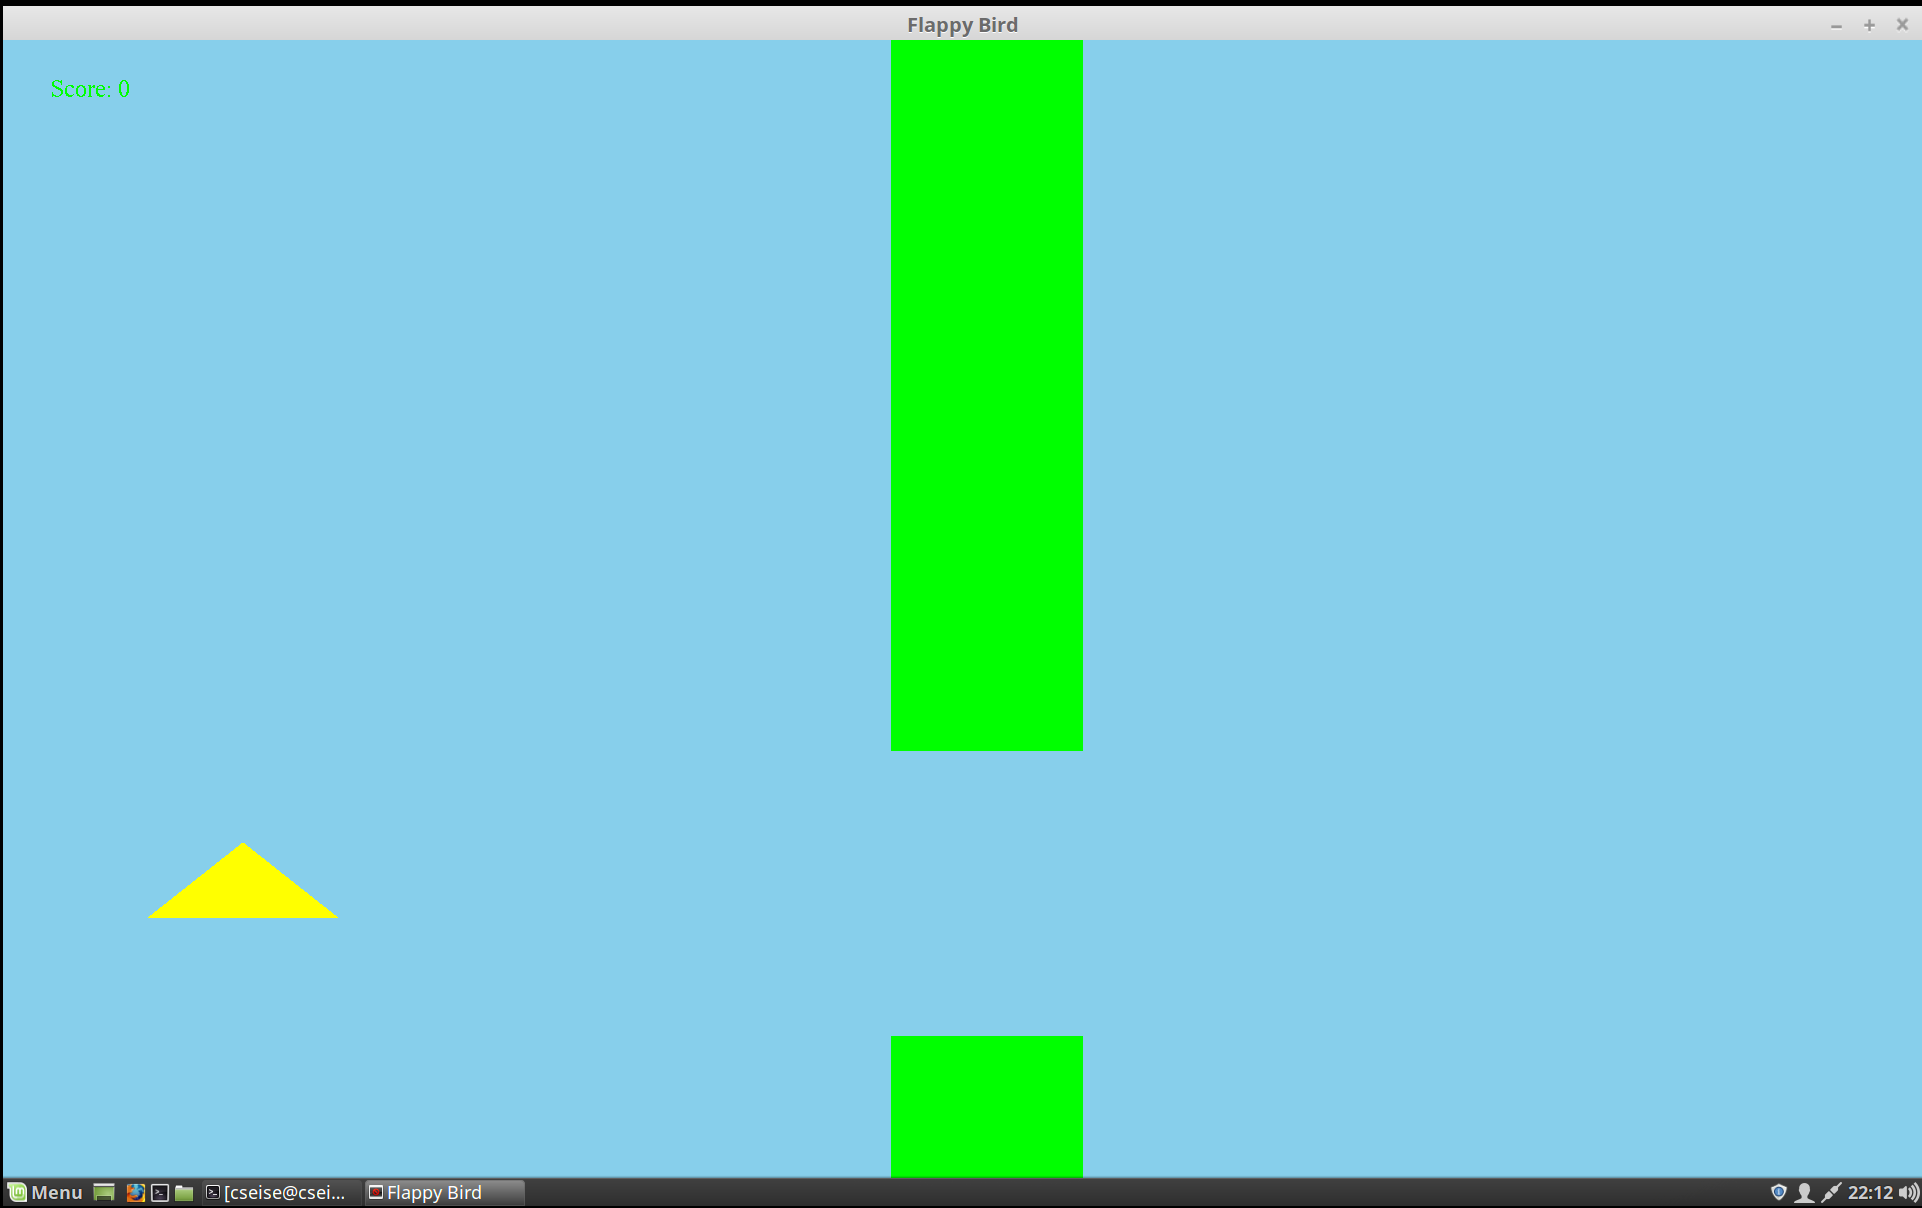 Flappy Bird
Score: 0
Menu
[cseise@csei...
Flappy Bird
22:12